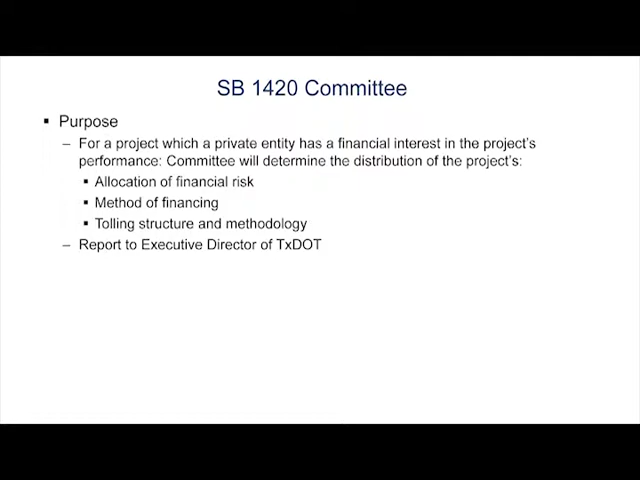 SB 1420 Committee
▪ Purpose
– For a project which a private entity has a financial interest in the project's
performance: Committee will determine the distribution of the project's:
▪ Allocation of financial risk
▪ Method of financing
▪ Tolling structure and methodology
– Report to Executive Director of TxDOT